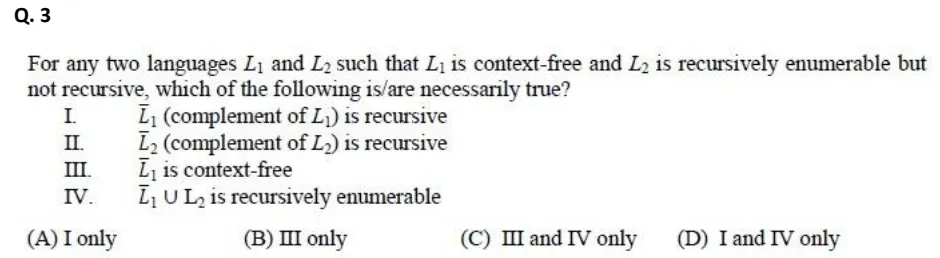 Q. 3
For any two languages L₁ and L₂ such that L₁ is context-free and L₂ is recursively enumerable but
not recursive, which of the following is/are necessarily true?
I. L̄₁ (complement of L₁) is recursive
II. L̄₂ (complement of L₂) is recursive
III. L̄₁ is context-free
IV. L̄₁ ∪ L₂ is recursively enumerable
(A) I only (B) III only (C) III and IV only (D) I and IV only